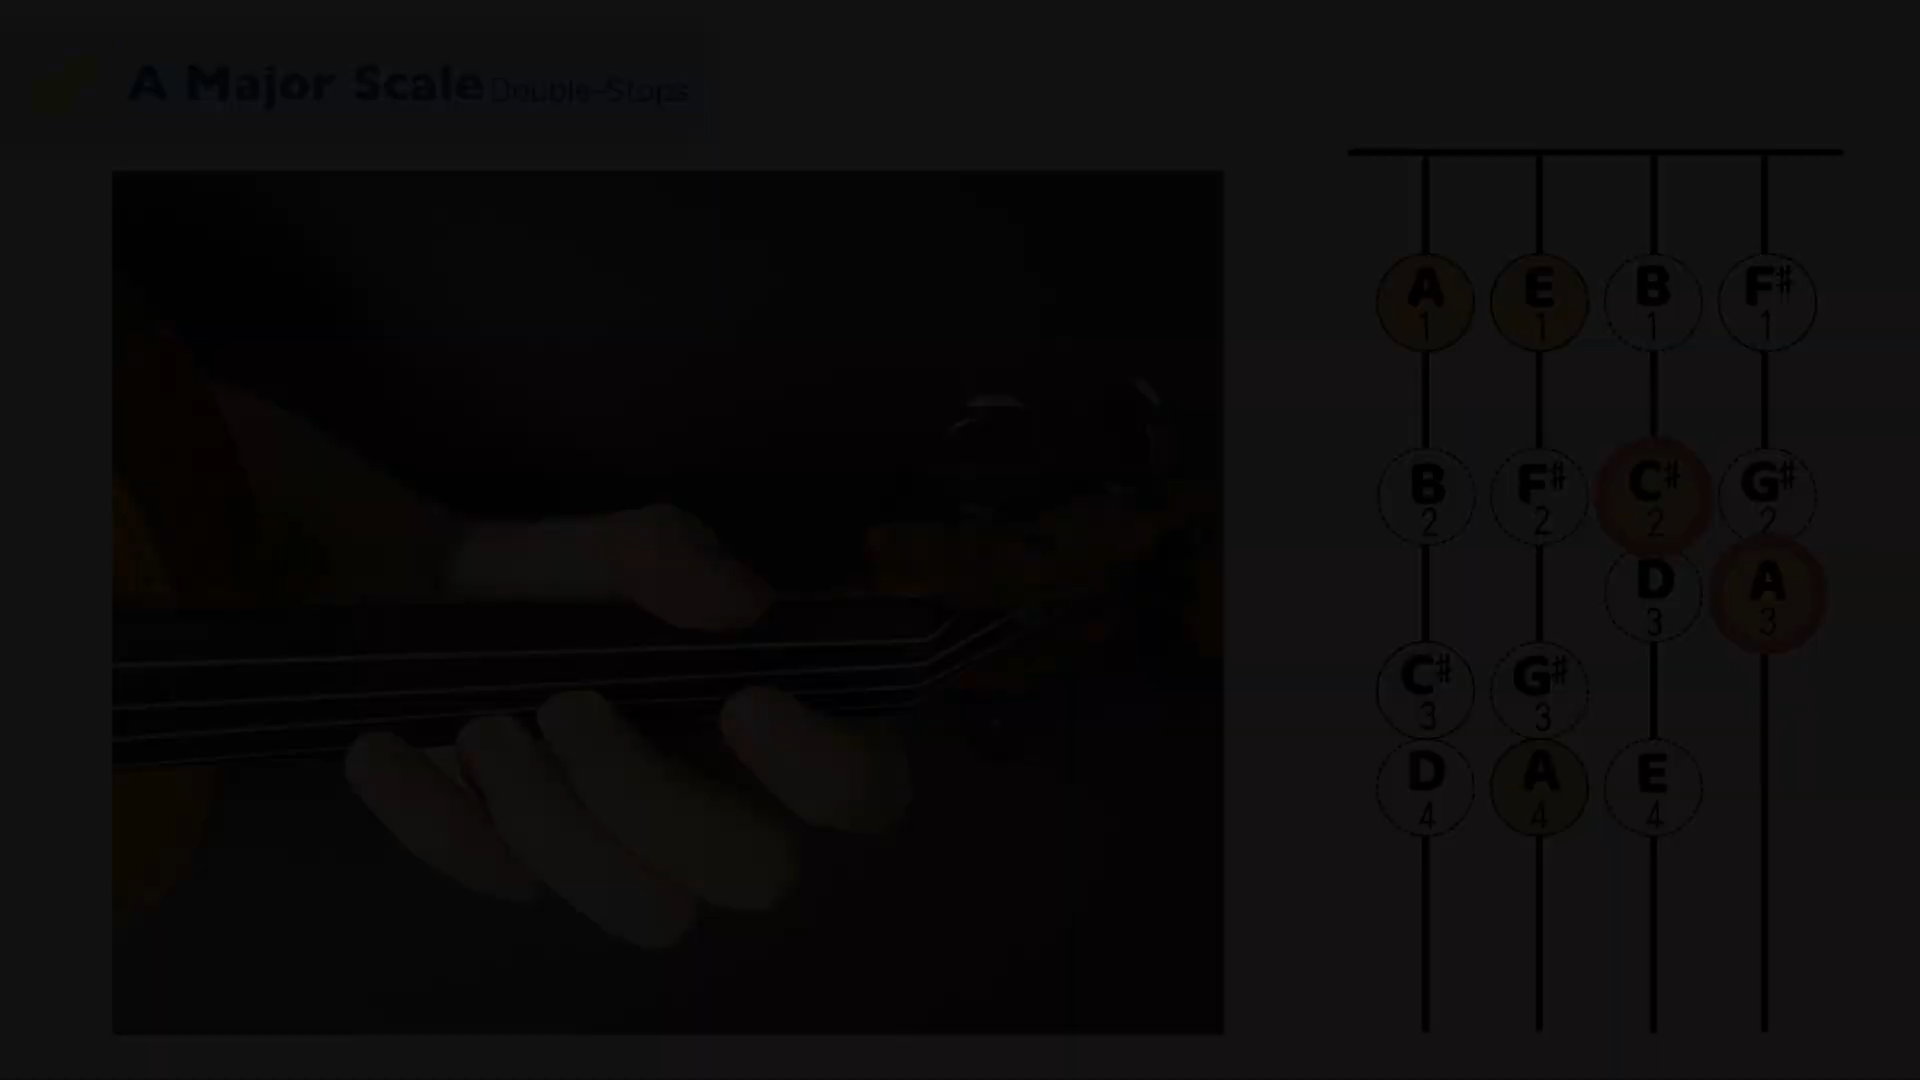 A Major Scale Double-Stops
A E B F♯
1 1 1 1
B F♯ C♯ G♯
2 2 2 2
D A
3 3
C♯ G♯
3 3
D A E
4 4 4